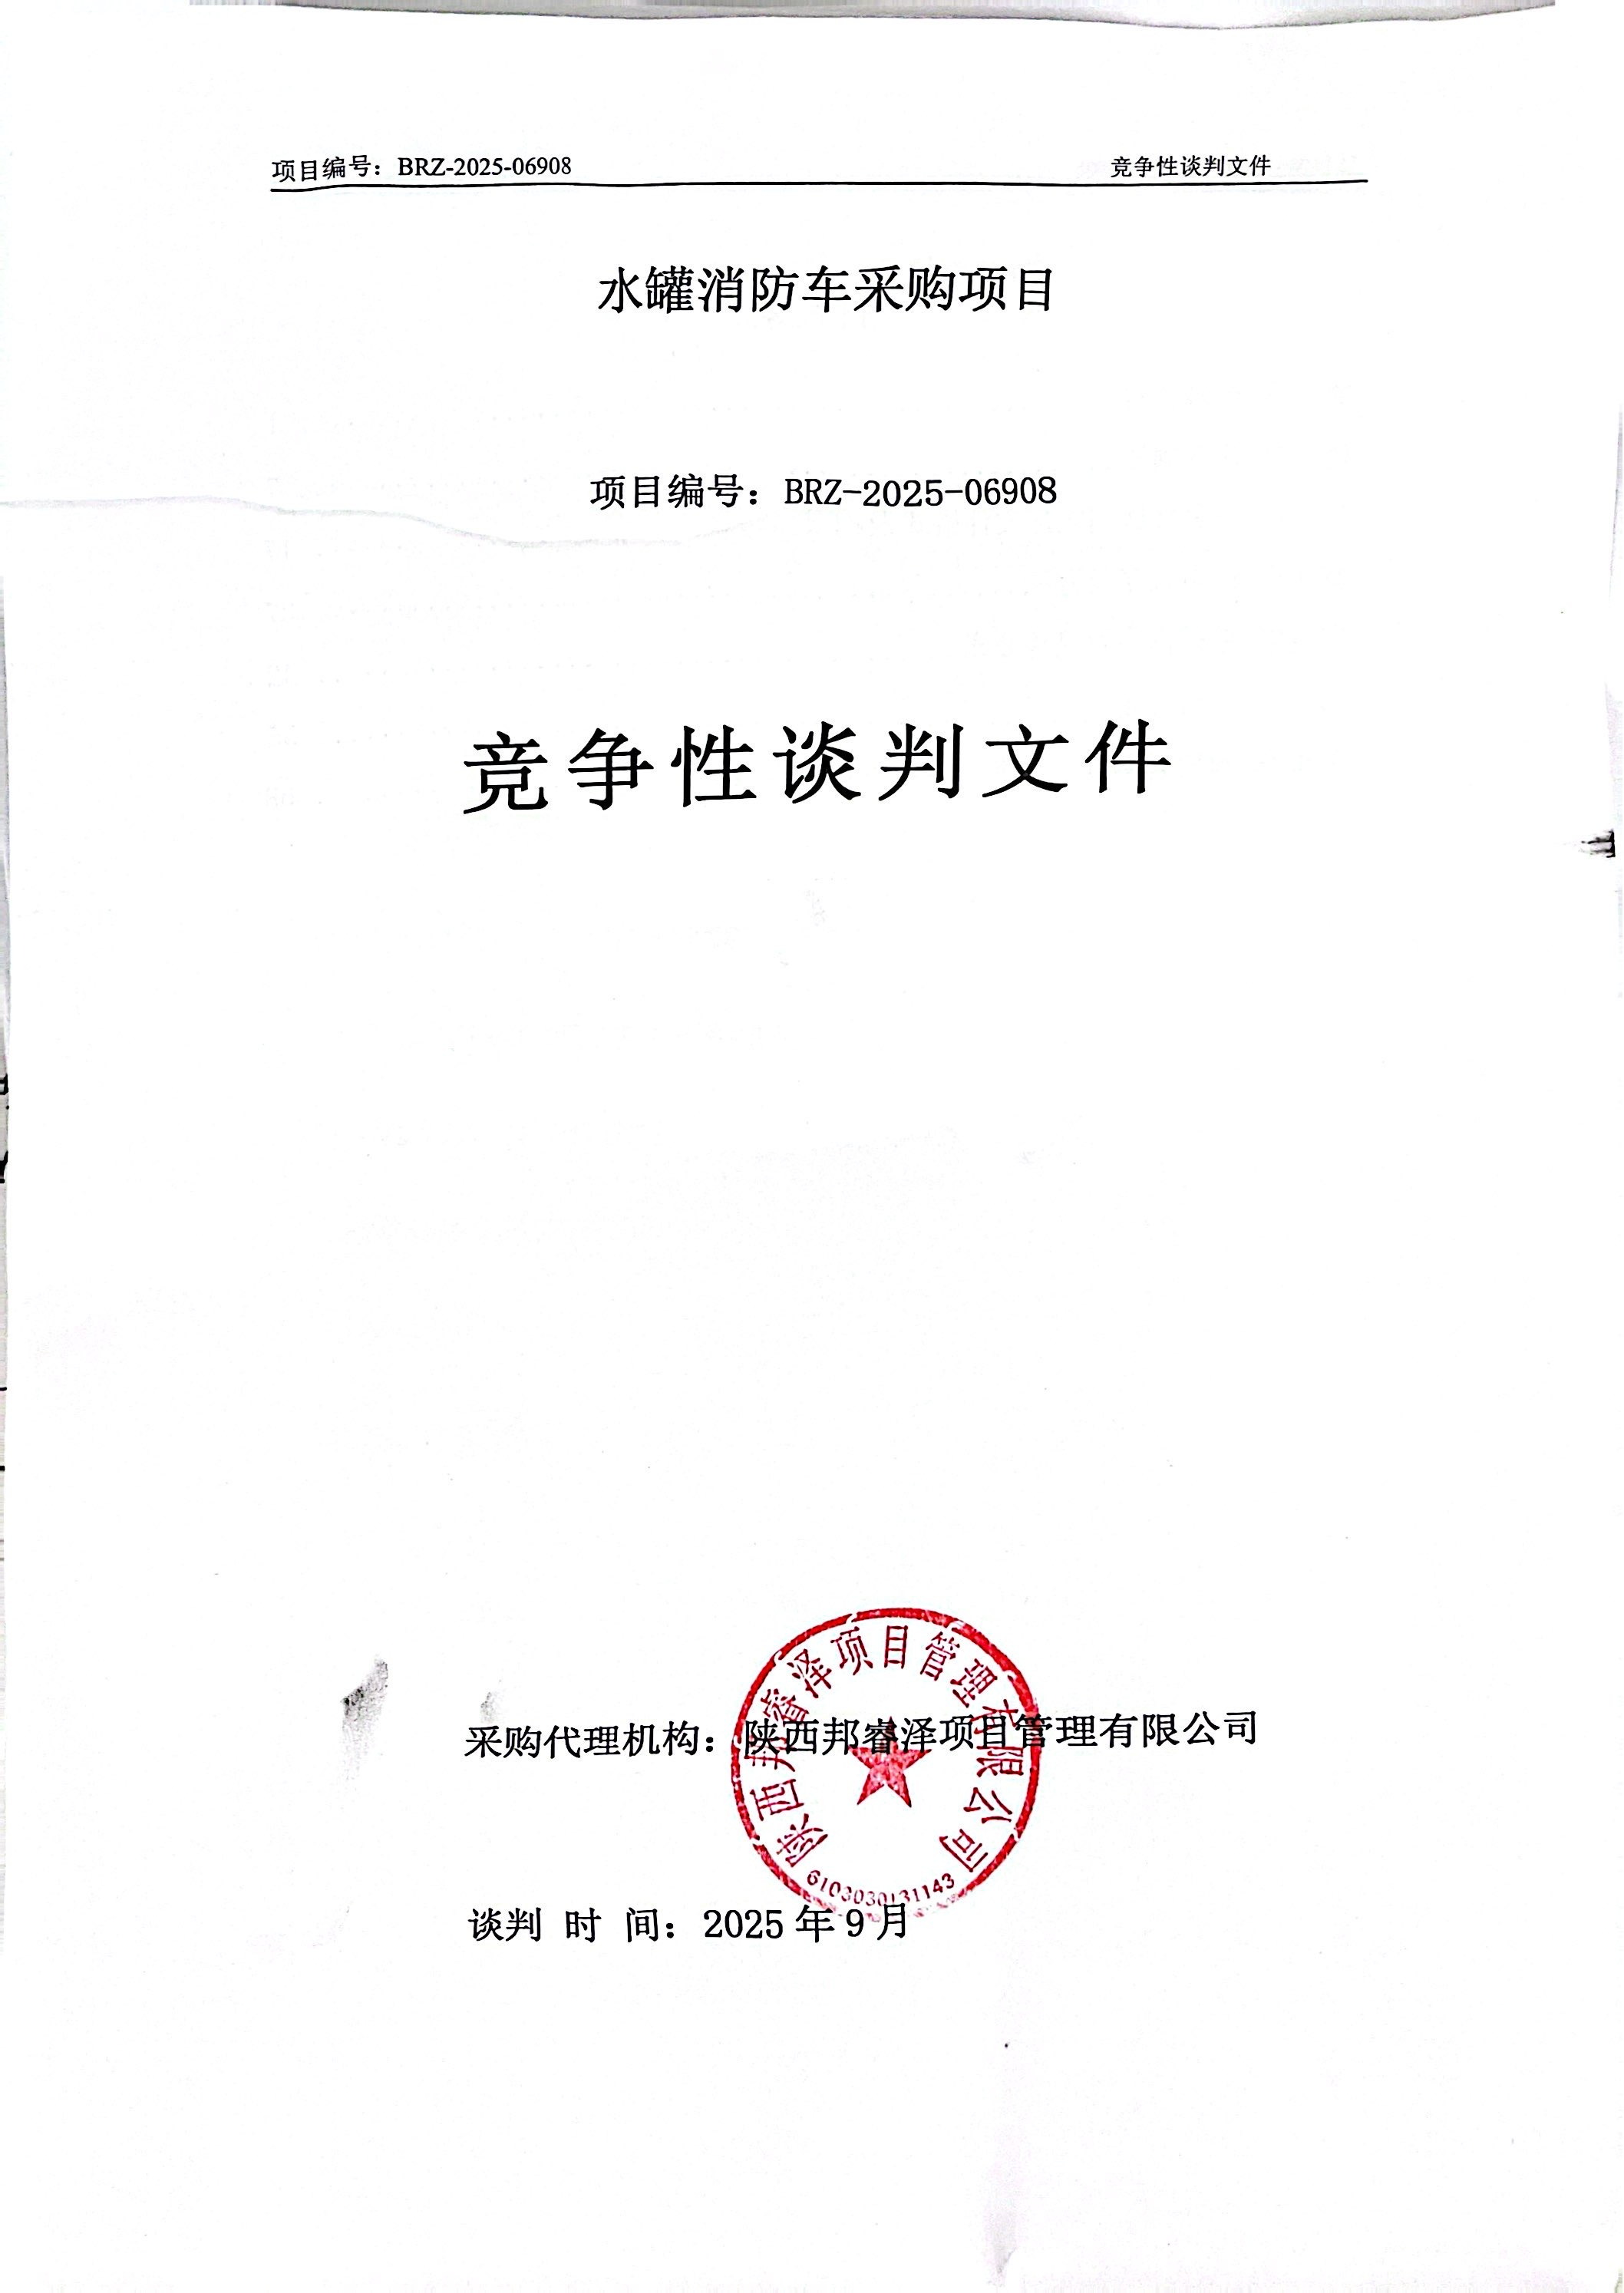 项目编号：BRZ-2025-06908 竞争性谈判文件
水罐消防车采购项目
项目编号：BRZ-2025-06908
竞争性谈判文件
采购代理机构：陕西邦睿泽项目管理有限公司
陕西邦睿泽项目管理有限公司
6103030131143
谈判 时 间：2025年9月